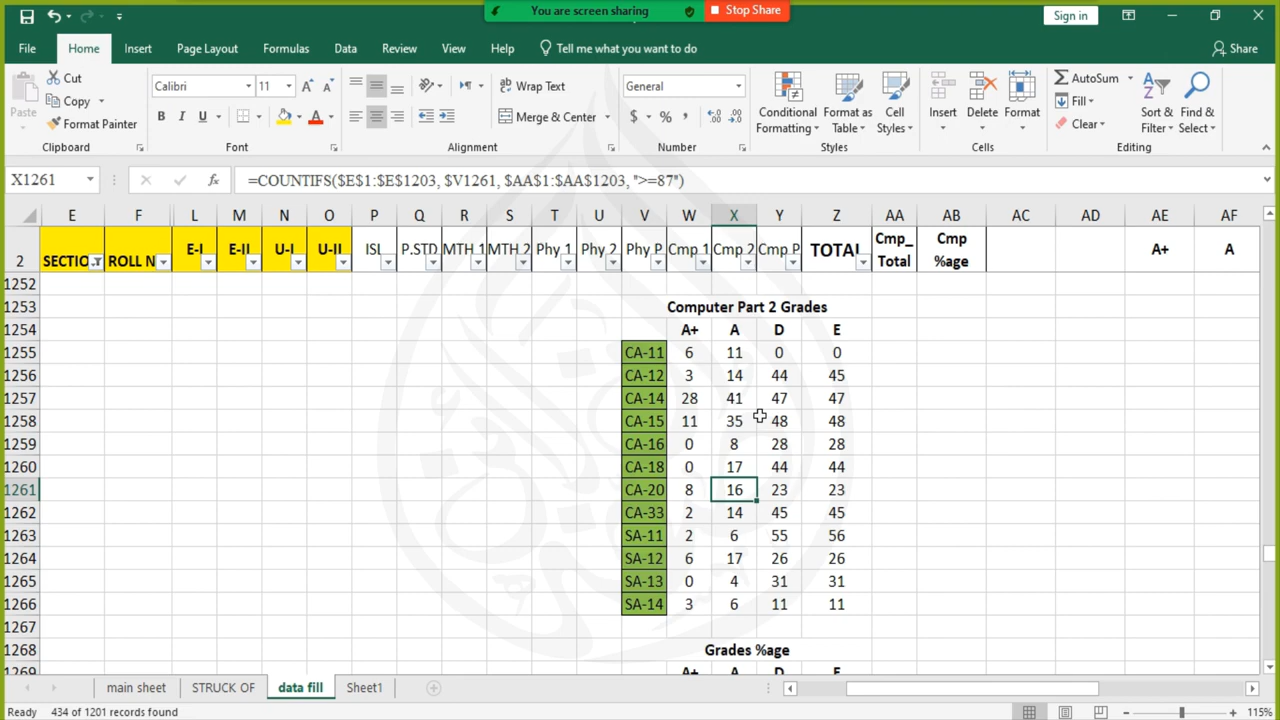 You are screen sharing Stop Share
Sign in
File Home Insert Page Layout Formulas Data Review View Help Tell me what you want to do Share
Paste Cut Copy Format Painter Clipboard
Calibri 11 B I U A Font
Wrap Text Merge & Center Alignment
General $ % , Number
Conditional Formatting Format as Table Cell Styles Styles
Insert Delete Format Cells
AutoSum Fill Clear Sort & Filter Find & Select Editing
X1261 fx =COUNTIFS($E$1:$E$1203, $V1261, $AA$1:$AA$1203, ">=87")
E F L M N O P Q R S T U V W X Y Z AA AB AC AD AE AF
2 SECTIO ROLL N E-I E-II U-I U-II ISL P.STD MTH 1 MTH 2 Phy 1 Phy 2 Phy P Cmp 1 Cmp 2 Cmp P TOTAL Cmp_ Total Cmp %age A+ A
1252
1253 Computer Part 2 Grades
1254 A+ A D E
1255 CA-11 6 11 0 0
1256 CA-12 3 14 44 45
1257 CA-14 28 41 47 47
1258 CA-15 11 35 48 48
1259 CA-16 0 8 28 28
1260 CA-18 0 17 44 44
1261 CA-20 8 16 23 23
1262 CA-33 2 14 45 45
1263 SA-11 2 6 55 56
1264 SA-12 6 17 26 26
1265 SA-13 0 4 31 31
1266 SA-14 3 6 11 11
1267
1268 Grades %age
1269 A+ A D E
main sheet STRUCK OF data fill Sheet1
Ready 434 of 1201 records found 115%